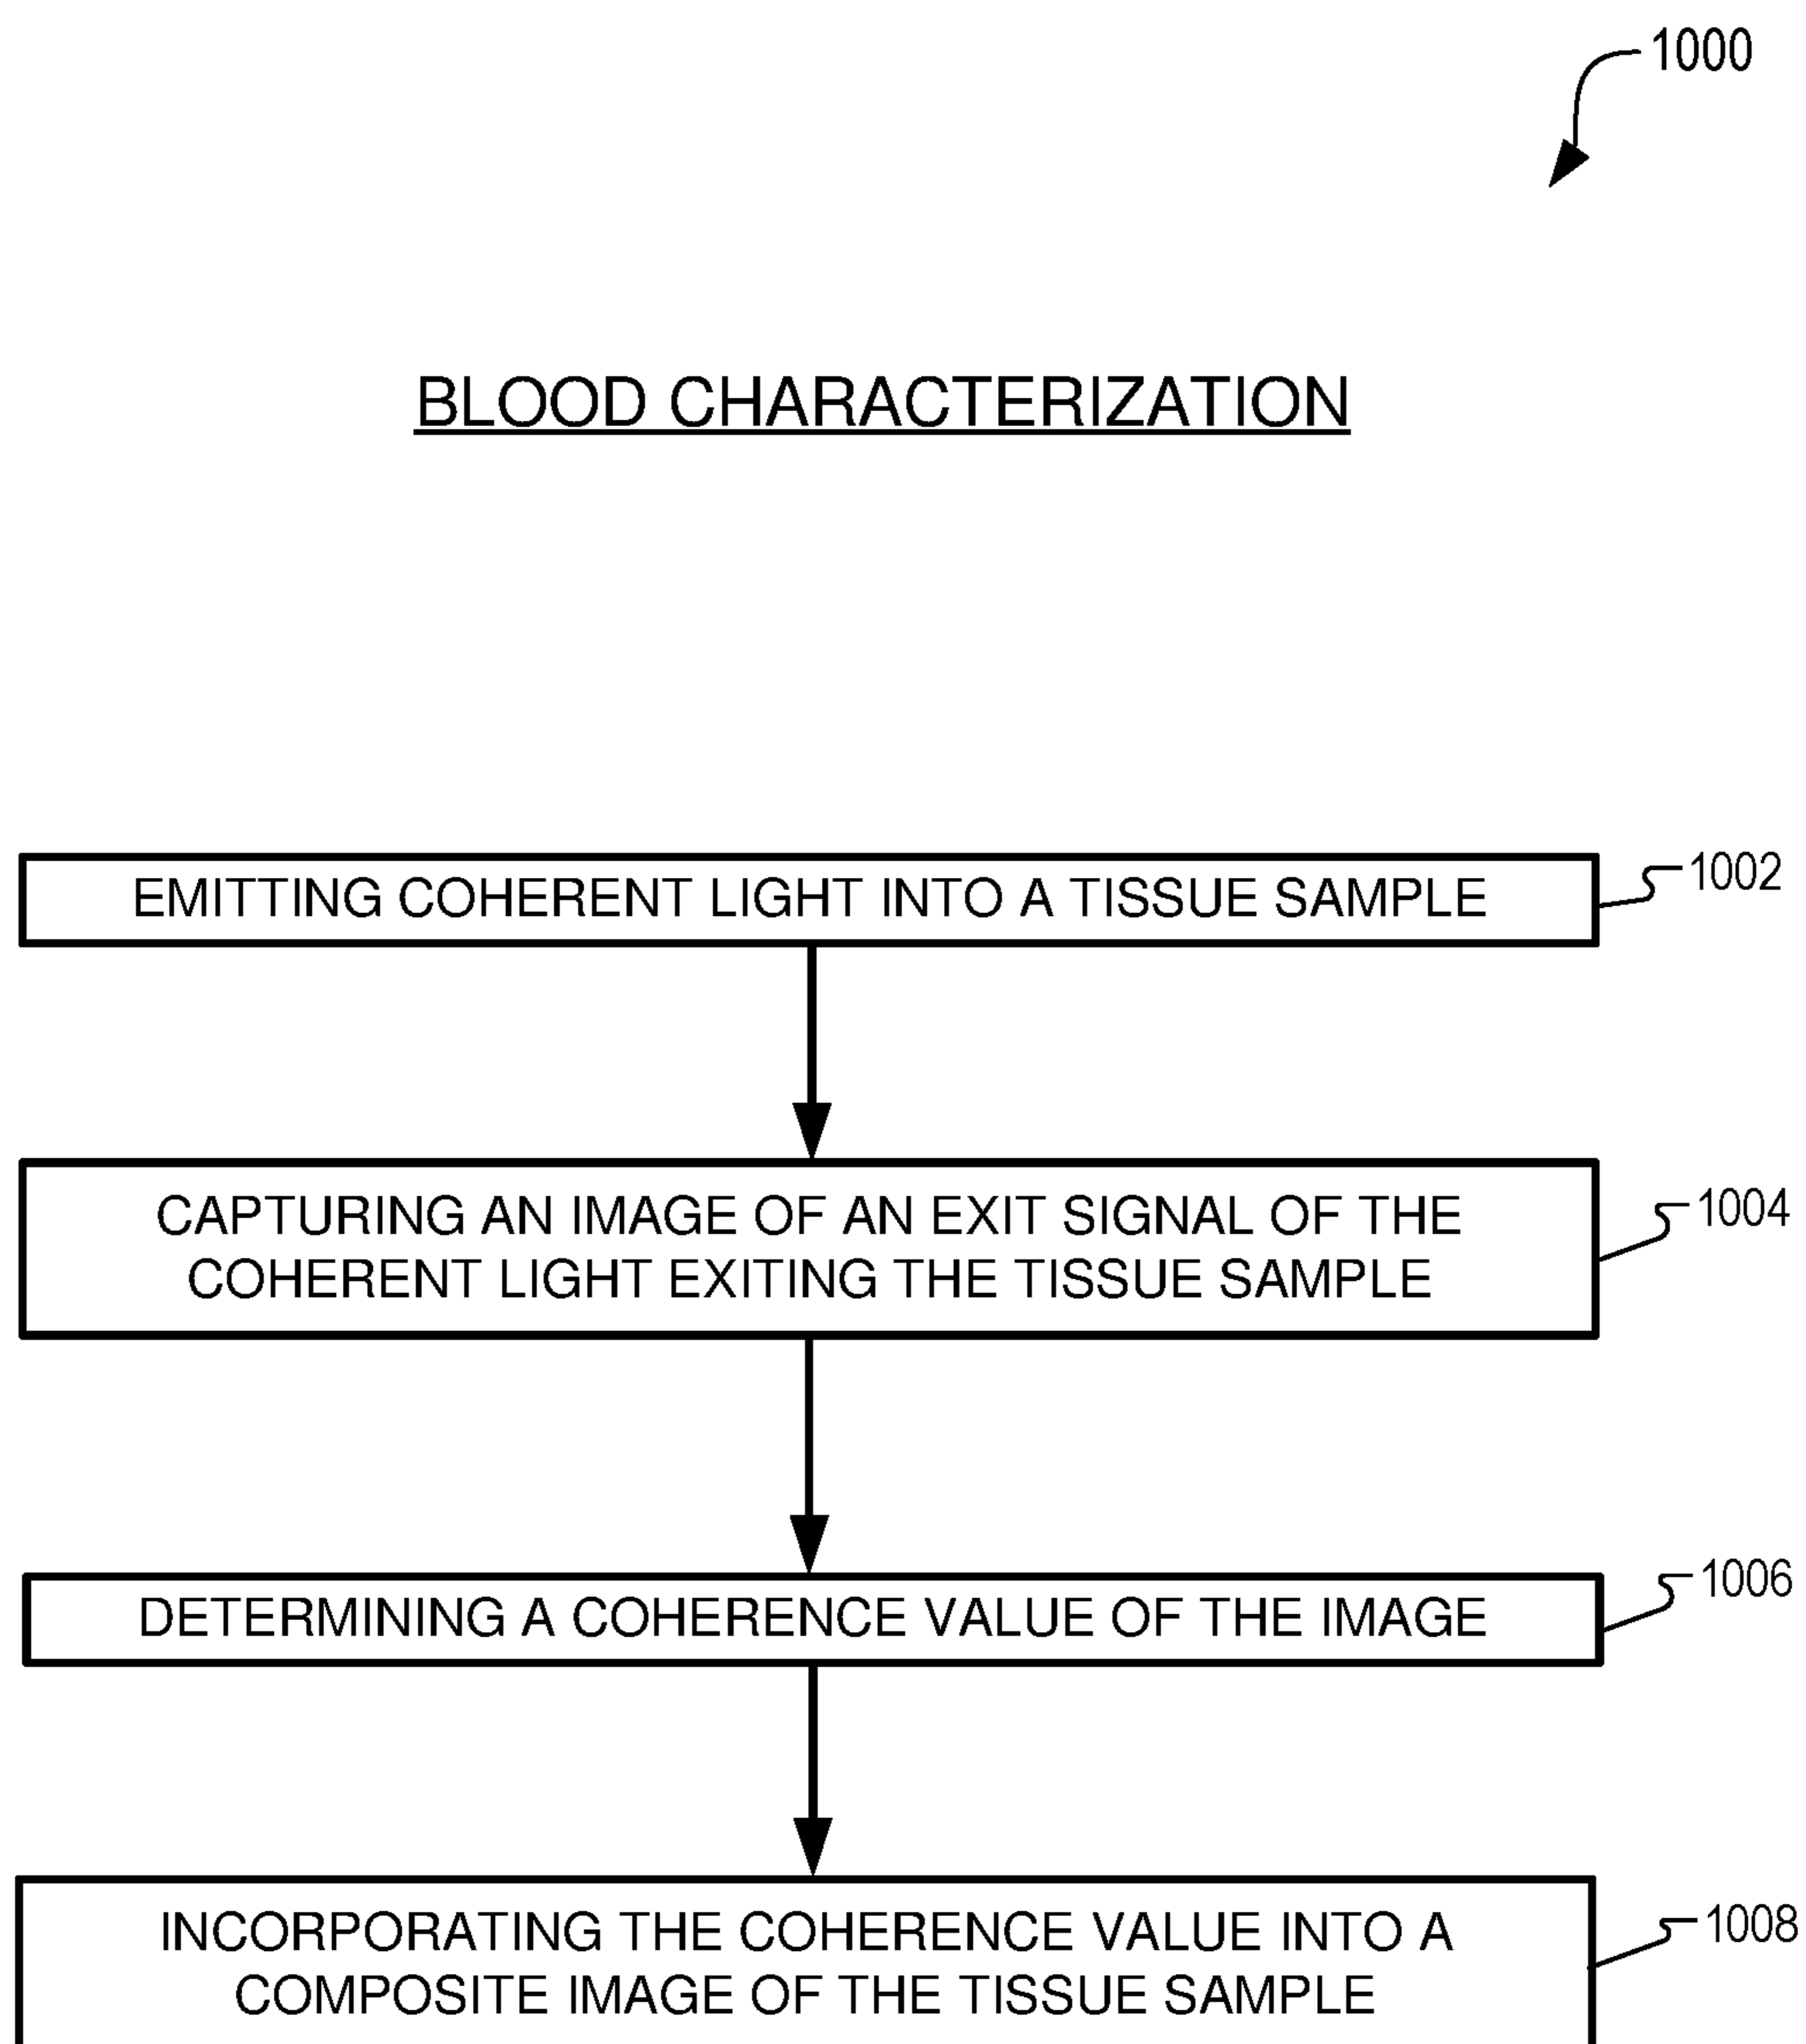 1000
BLOOD CHARACTERIZATION
EMITTING COHERENT LIGHT INTO A TISSUE SAMPLE
1002
CAPTURING AN IMAGE OF AN EXIT SIGNAL OF THE
COHERENT LIGHT EXITING THE TISSUE SAMPLE
1004
DETERMINING A COHERENCE VALUE OF THE IMAGE
1006
INCORPORATING THE COHERENCE VALUE INTO A
COMPOSITE IMAGE OF THE TISSUE SAMPLE
1008